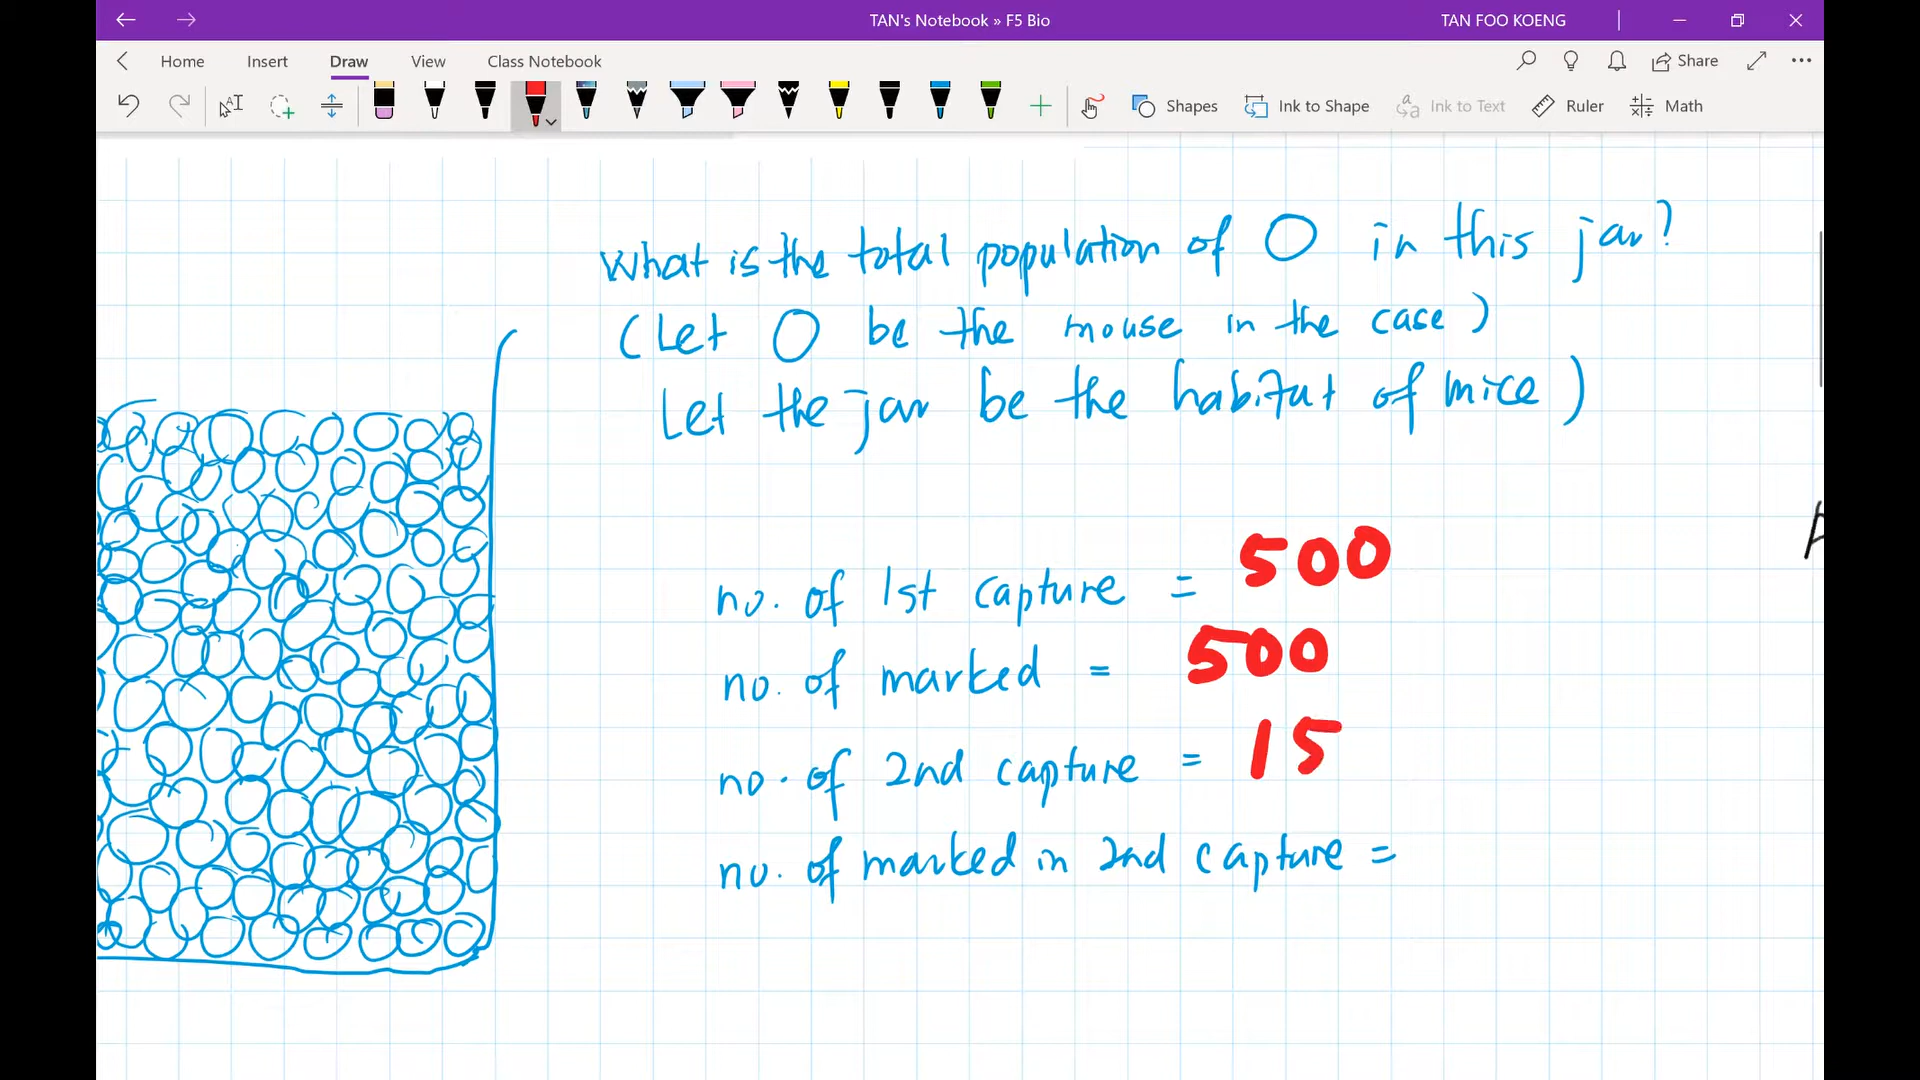 TAN's Notebook » F5 Bio
TAN FOO KOENG
Home Insert Draw View Class Notebook Share
Shapes Ink to Shape Ink to Text Ruler Math
What is the total population of O in this jar?
(Let O be the mouse in the case)
Let the jar be the habitat of mice)
no. of 1st capture = 500
no. of marked = 500
no. of 2nd capture = 15
no. of marked in 2nd capture =